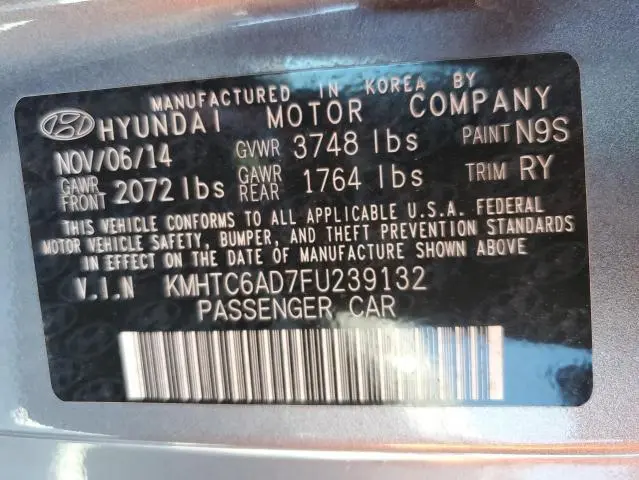 MANUFACTURED IN KOREA BY
HYUNDAI MOTOR COMPANY
NOV/06/14 GVWR 3748 lbs PAINT N9S
GAWR FRONT 2072 lbs GAWR REAR 1764 lbs TRIM RY
THIS VEHICLE CONFORMS TO ALL APPLICABLE U.S.A. FEDERAL
MOTOR VEHICLE SAFETY, BUMPER, AND THEFT PREVENTION STANDARDS
IN EFFECT ON THE DATE OF MANUFACTURE SHOWN ABOVE
V.I.N KMHTC6AD7FU239132
PASSENGER CAR